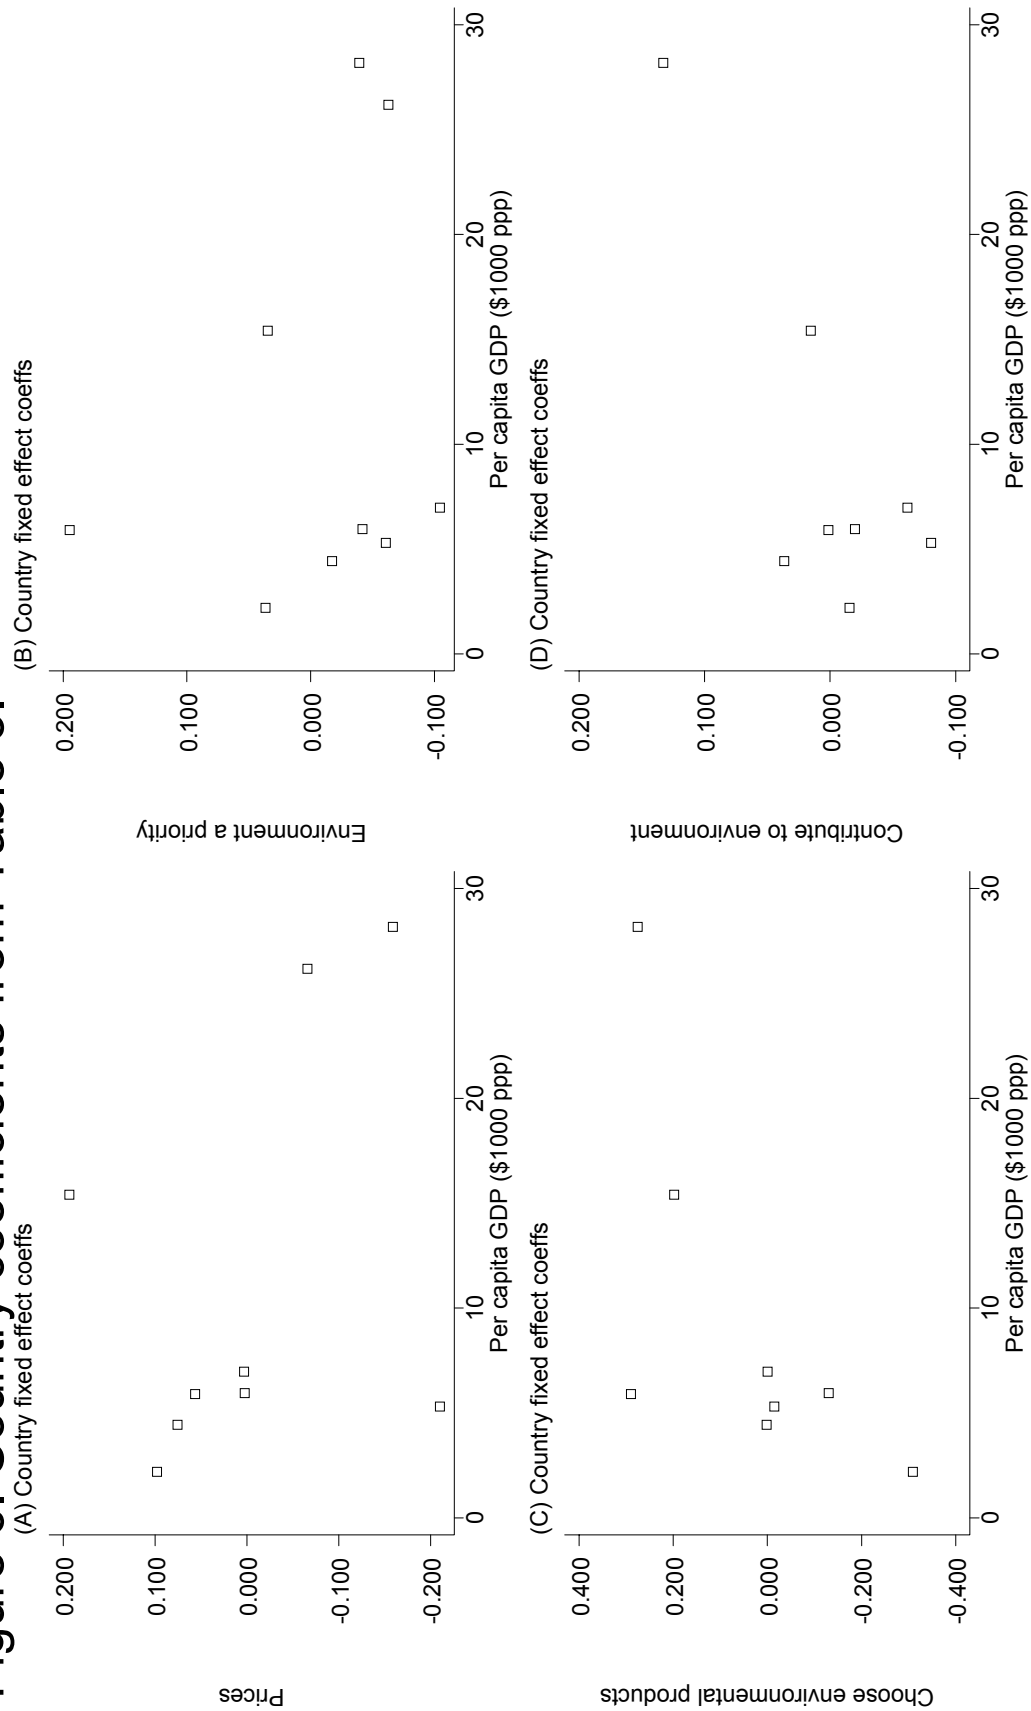 Figure Country coefficients from Table
(A) Country fixed effect coeffs
Prices
0.200
0.100
0.000
-0.100
-0.200
0 10 20 30
Per capita GDP ($1000 ppp)
(B) Country fixed effect coeffs
Environment a priority
0.200
0.100
0.000
-0.100
0 10 20 30
Per capita GDP ($1000 ppp)
(C) Country fixed effect coeffs
Choose environmental products
0.400
0.200
0.000
-0.200
-0.400
0 10 20 30
Per capita GDP ($1000 ppp)
(D) Country fixed effect coeffs
Contribute to environment
0.200
0.100
0.000
-0.100
0 10 20 30
Per capita GDP ($1000 ppp)